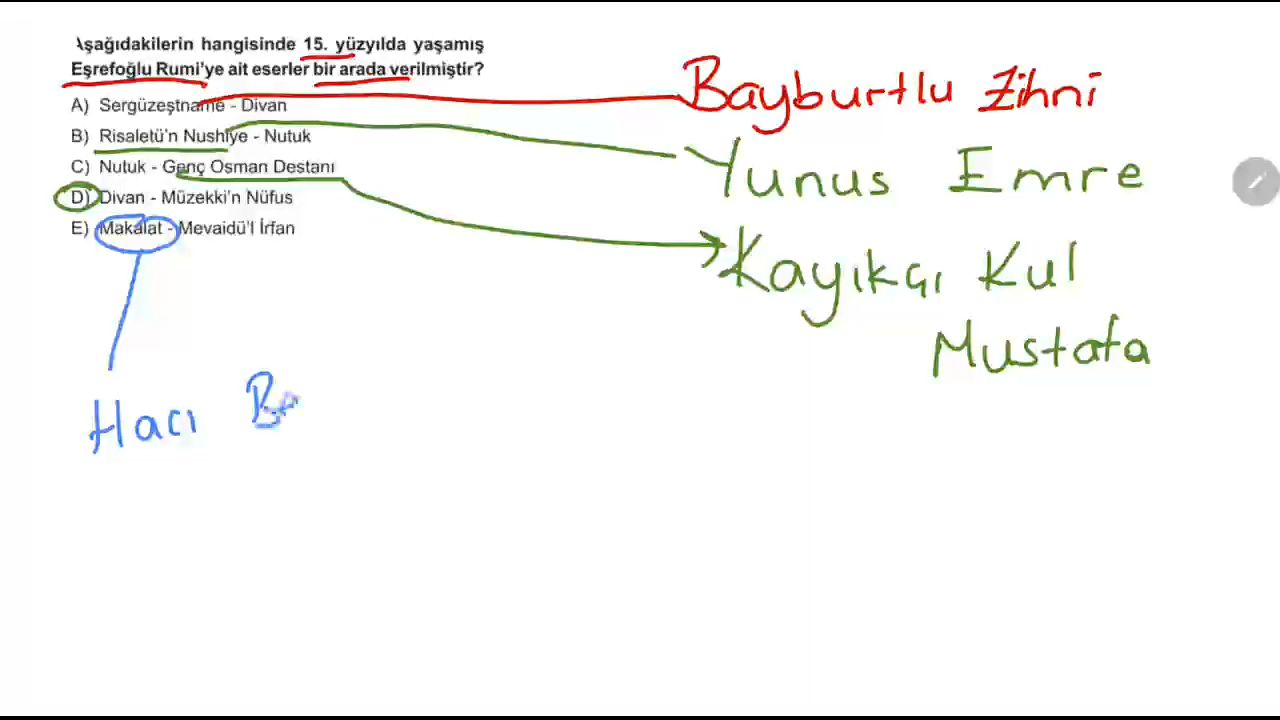 Aşağıdakilerin hangisinde 15. yüzyılda yaşamış
Eşrefoğlu Rumi'ye ait eserler bir arada verilmiştir?
A) Sergüzeştname - Divan
B) Risaletü'n Nushiye - Nutuk
C) Nutuk - Genç Osman Destanı
D) Divan - Müzekki'n Nüfus
E) Makalat - Mevaidü'l İrfan
Bayburtlu Zihni
Yunus Emre
Kayıkçı Kul
Mustafa
Hacı